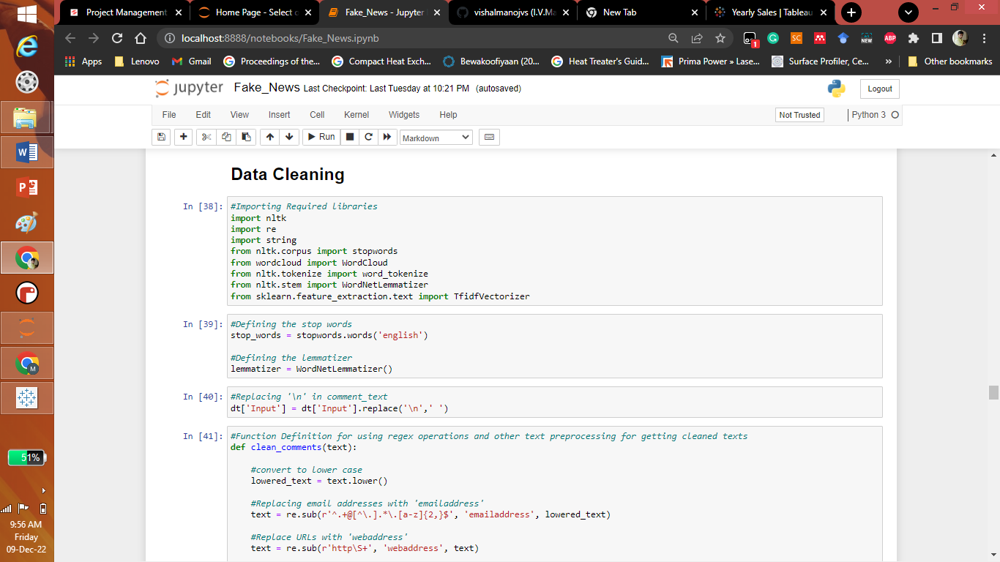 Project Management
Home Page - Select o
Fake_News - Jupyter
vishalmanojvs (I.V.Ma
New Tab
Yearly Sales | Tableau
localhost:8888/notebooks/Fake_News.ipynb
1
SC
NEW
ABP
Apps
Lenovo
Gmail
Proceedings of the...
Compact Heat Exch...
Bewakoofiyaan (20...
Heat Treater's Guid...
Prima Power » Lase...
Surface Profiler, Ce...
»
Other bookmarks
jupyter Fake_News Last Checkpoint: Last Tuesday at 10:21 PM (autosaved)
Logout
File Edit View Insert Cell Kernel Widgets Help
Not Trusted
Python 3
Run
Markdown
Data Cleaning
In [38]:
#Importing Required libraries
import nltk
import re
import string
from nltk.corpus import stopwords
from wordcloud import WordCloud
from nltk.tokenize import word_tokenize
from nltk.stem import WordNetLemmatizer
from sklearn.feature_extraction.text import TfidfVectorizer
In [39]:
#Defining the stop words
stop_words = stopwords.words('english')
#Defining the lemmatizer
lemmatizer = WordNetLemmatizer()
In [40]:
#Replacing '\n' in comment_text
dt['Input'] = dt['Input'].replace('\n',' ')
In [41]:
#Function Definition for using regex operations and other text preprocessing for getting cleaned texts
def clean_comments(text):
#convert to lower case
lowered_text = text.lower()
#Replacing email addresses with 'emailaddress'
text = re.sub(r'^.+@[^\.].*\.[a-z]{2,}$', 'emailaddress', lowered_text)
#Replace URLs with 'webaddress'
text = re.sub(r'http\S+', 'webaddress', text)
W
P
M
51%
9:56 AM
Friday
09-Dec-22